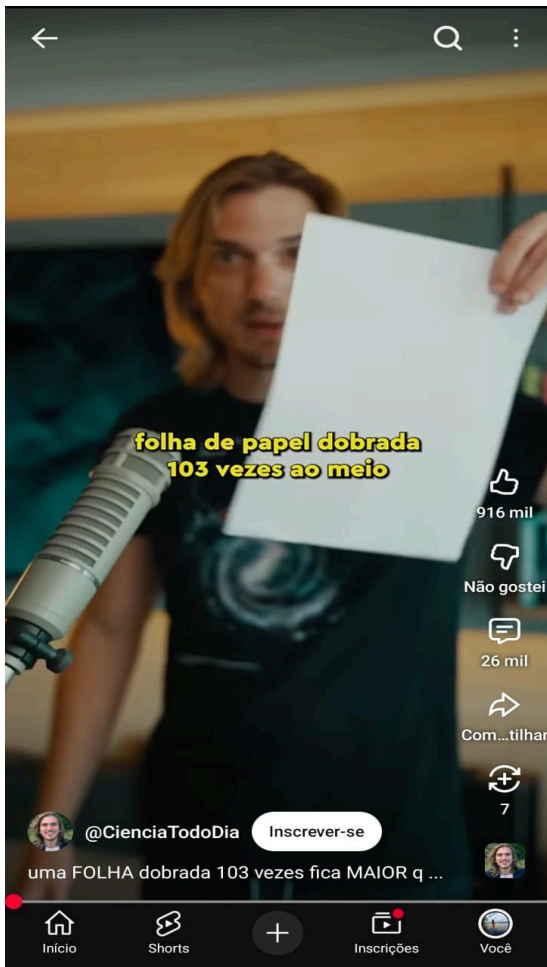 folha de papel dobrada
103 vezes ao meio
916 mil
Não gostei
26 mil
Com...tilhar
7
@CienciaTodoDia
Inscrever-se
uma FOLHA dobrada 103 vezes fica MAIOR q ...
Início
Shorts
Inscrições
Você